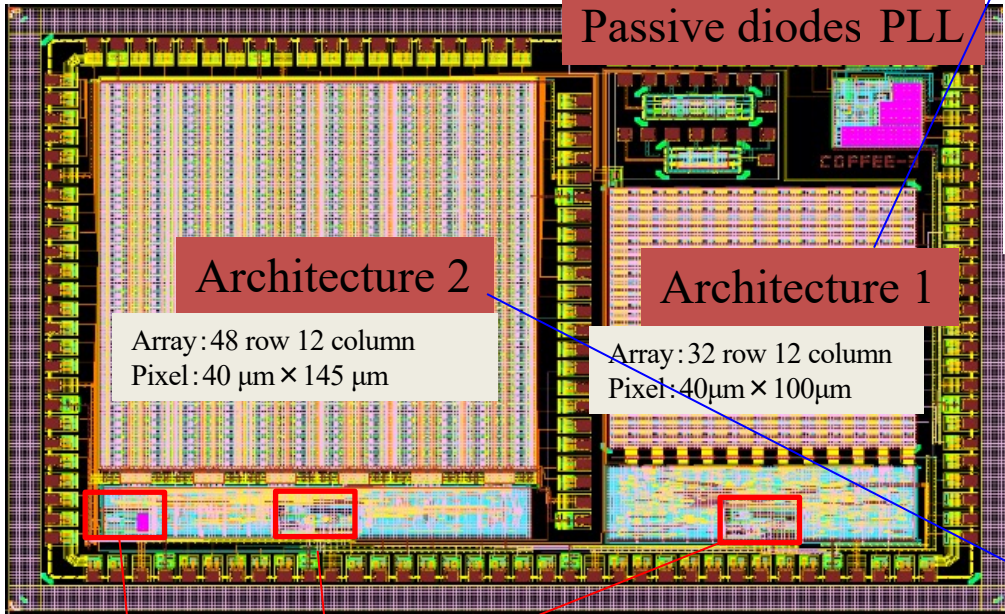 Passive diodes PLL
COFFEE-3
Architecture 2
Array:48 row 12 column
Pixel:40 μm×145 μm
Architecture 1
Array:32 row 12 column
Pixel:40μm×100μm